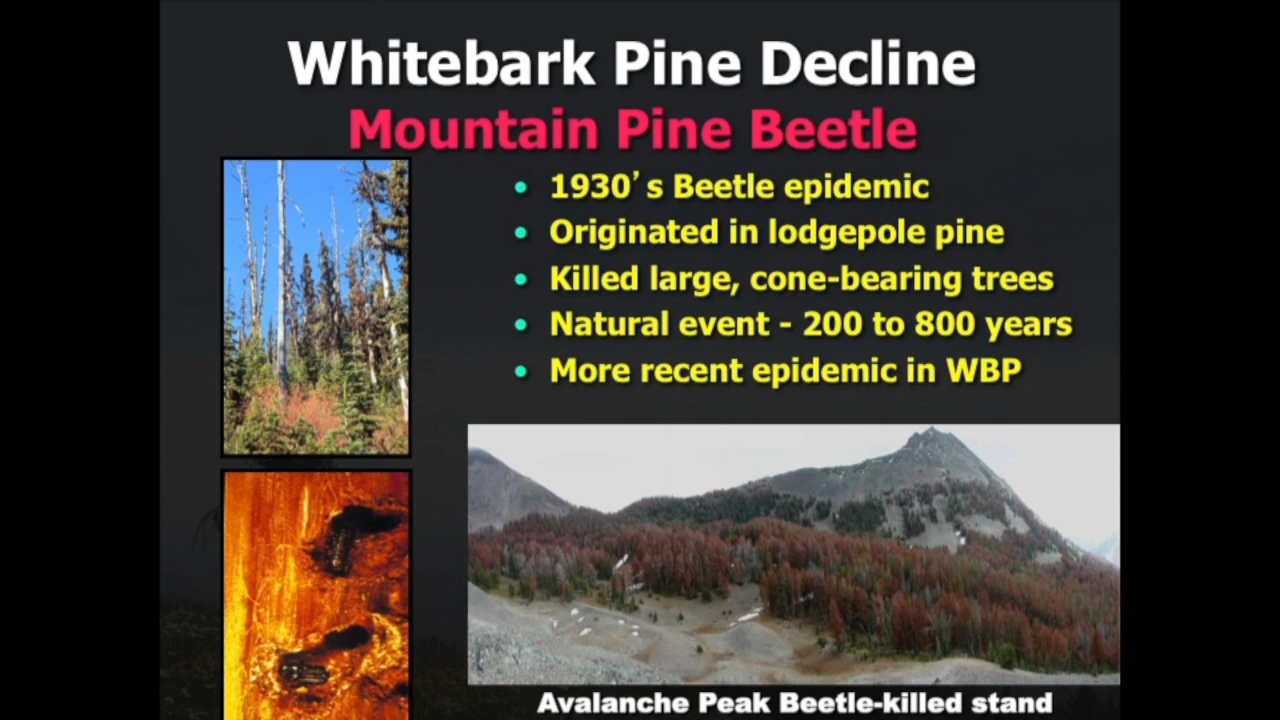 Whitebark Pine Decline
Mountain Pine Beetle
• 1930's Beetle epidemic
• Originated in lodgepole pine
• Killed large, cone-bearing trees
• Natural event - 200 to 800 years
• More recent epidemic in WBP
Avalanche Peak Beetle-killed stand